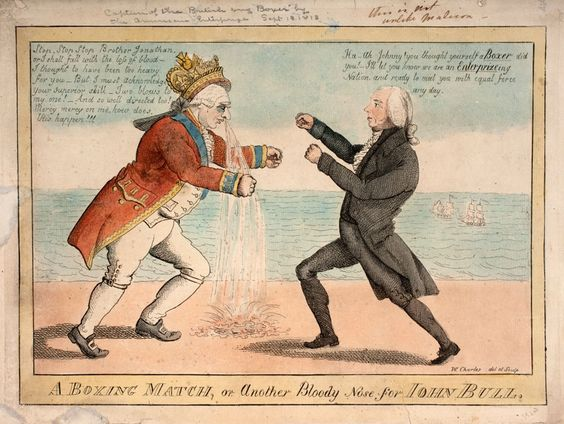 Capture of the British brig "Boxer" by
the American Enterprize Sept 1813
this is not
unlike Madison
Stop, Stop Stop Brother Jonathan,
or I shall fall with the loss of blood—
I thought to have been too heavy
for you— But I must acknowledge
your superior skill— Two blows to
my one!— And so well directed too!
Mercy mercy on me, how does
this happen!!!
Ha—Ah Johnny! you thought yourself a Boxer did
you!— I'll let you know we are an Enterprizeing
Nation, and ready to meet you with equal force
any day.
W Charles del et Sculp
A BOXING MATCH, or Another Bloody Nose for JOHN BULL.